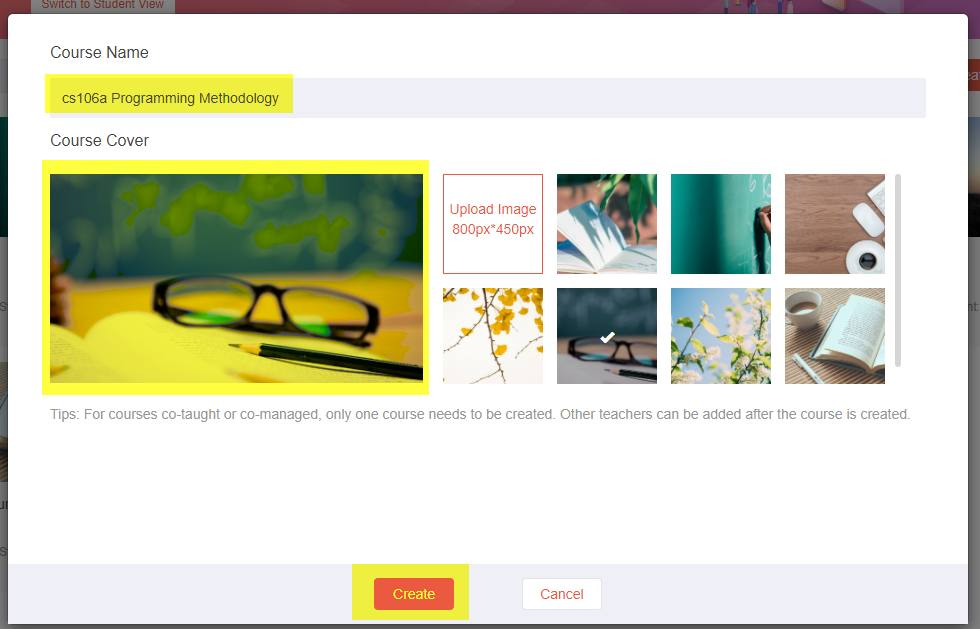 Switch to Student View
Course Name
cs106a Programming Methodology
Course Cover
Upload Image
800px*450px
Tips: For courses co-taught or co-managed, only one course needs to be created. Other teachers can be added after the course is created.
Create
Cancel